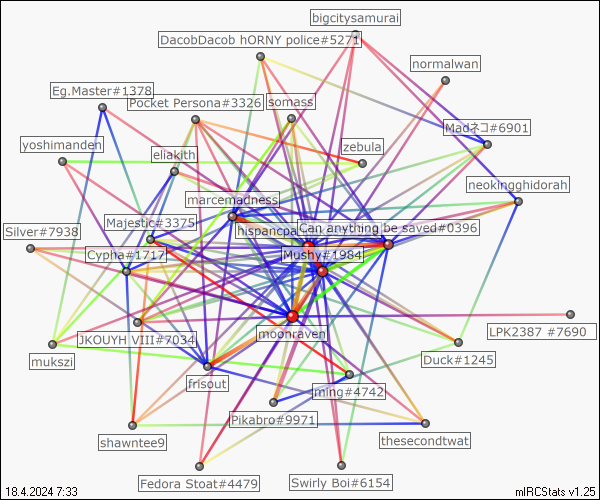 bigcitysamurai
DacobDacob hORNY police#5271
normalwan
Eg.Master#1378
Pocket Persona#3326
somass
Madネコ#6901
yoshimanden
eliakith
zebula
neokingghidorah
marcemadness
Majestic#3375
hispancpa
Can anything be saved#0396
Silver#7938
Cypha#1717
Mushy#1984
JKOUYH VIII#7034
moonraven
LPK2387 #7690
mukszi
Duck#1245
frisout
jming#4742
Pikabro#9971
shawntee9
thesecondtwat
Fedora Stoat#4479
Swirly Boi#6154
18.4.2024 7:33
mIRCStats v1.25